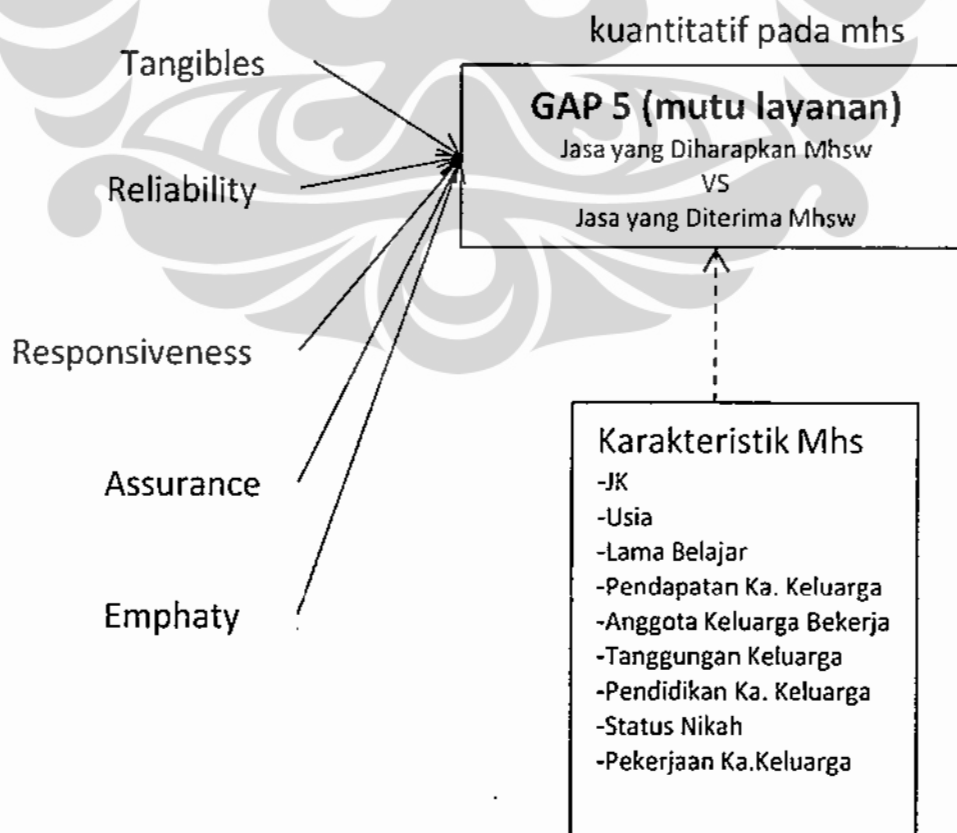 kuantitatif pada mhs
Tangibles
GAP 5 (mutu layanan)
Jasa yang Diharapkan Mhsw
VS
Jasa yang Diterima Mhsw
Reliability
Responsiveness
Assurance
Emphaty
Karakteristik Mhs
-JK
-Usia
-Lama Belajar
-Pendapatan Ka. Keluarga
-Anggota Keluarga Bekerja
-Tanggungan Keluarga
-Pendidikan Ka. Keluarga
-Status Nikah
-Pekerjaan Ka.Keluarga